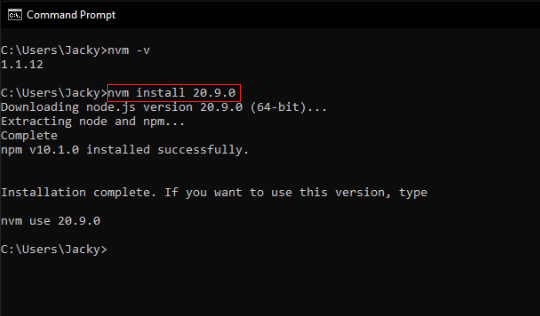 Command Prompt
C:\Users\Jacky>nvm -v
1.1.12
C:\Users\Jacky>nvm install 20.9.0
Downloading node.js version 20.9.0 (64-bit)...
Extracting node and npm...
Complete
npm v10.1.0 installed successfully.
Installation complete. If you want to use this version, type
nvm use 20.9.0
C:\Users\Jacky>